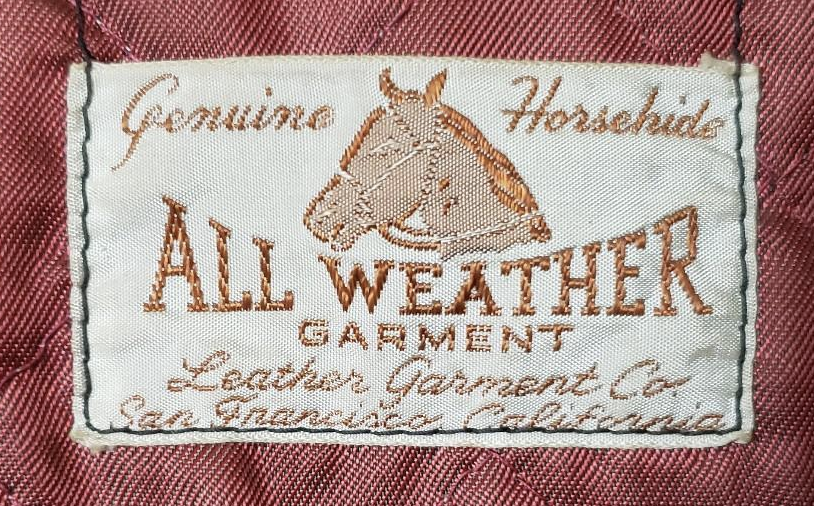 Genuine Horsehide
ALL WEATHER
GARMENT
Leather Garment Co.
San Francisco, California